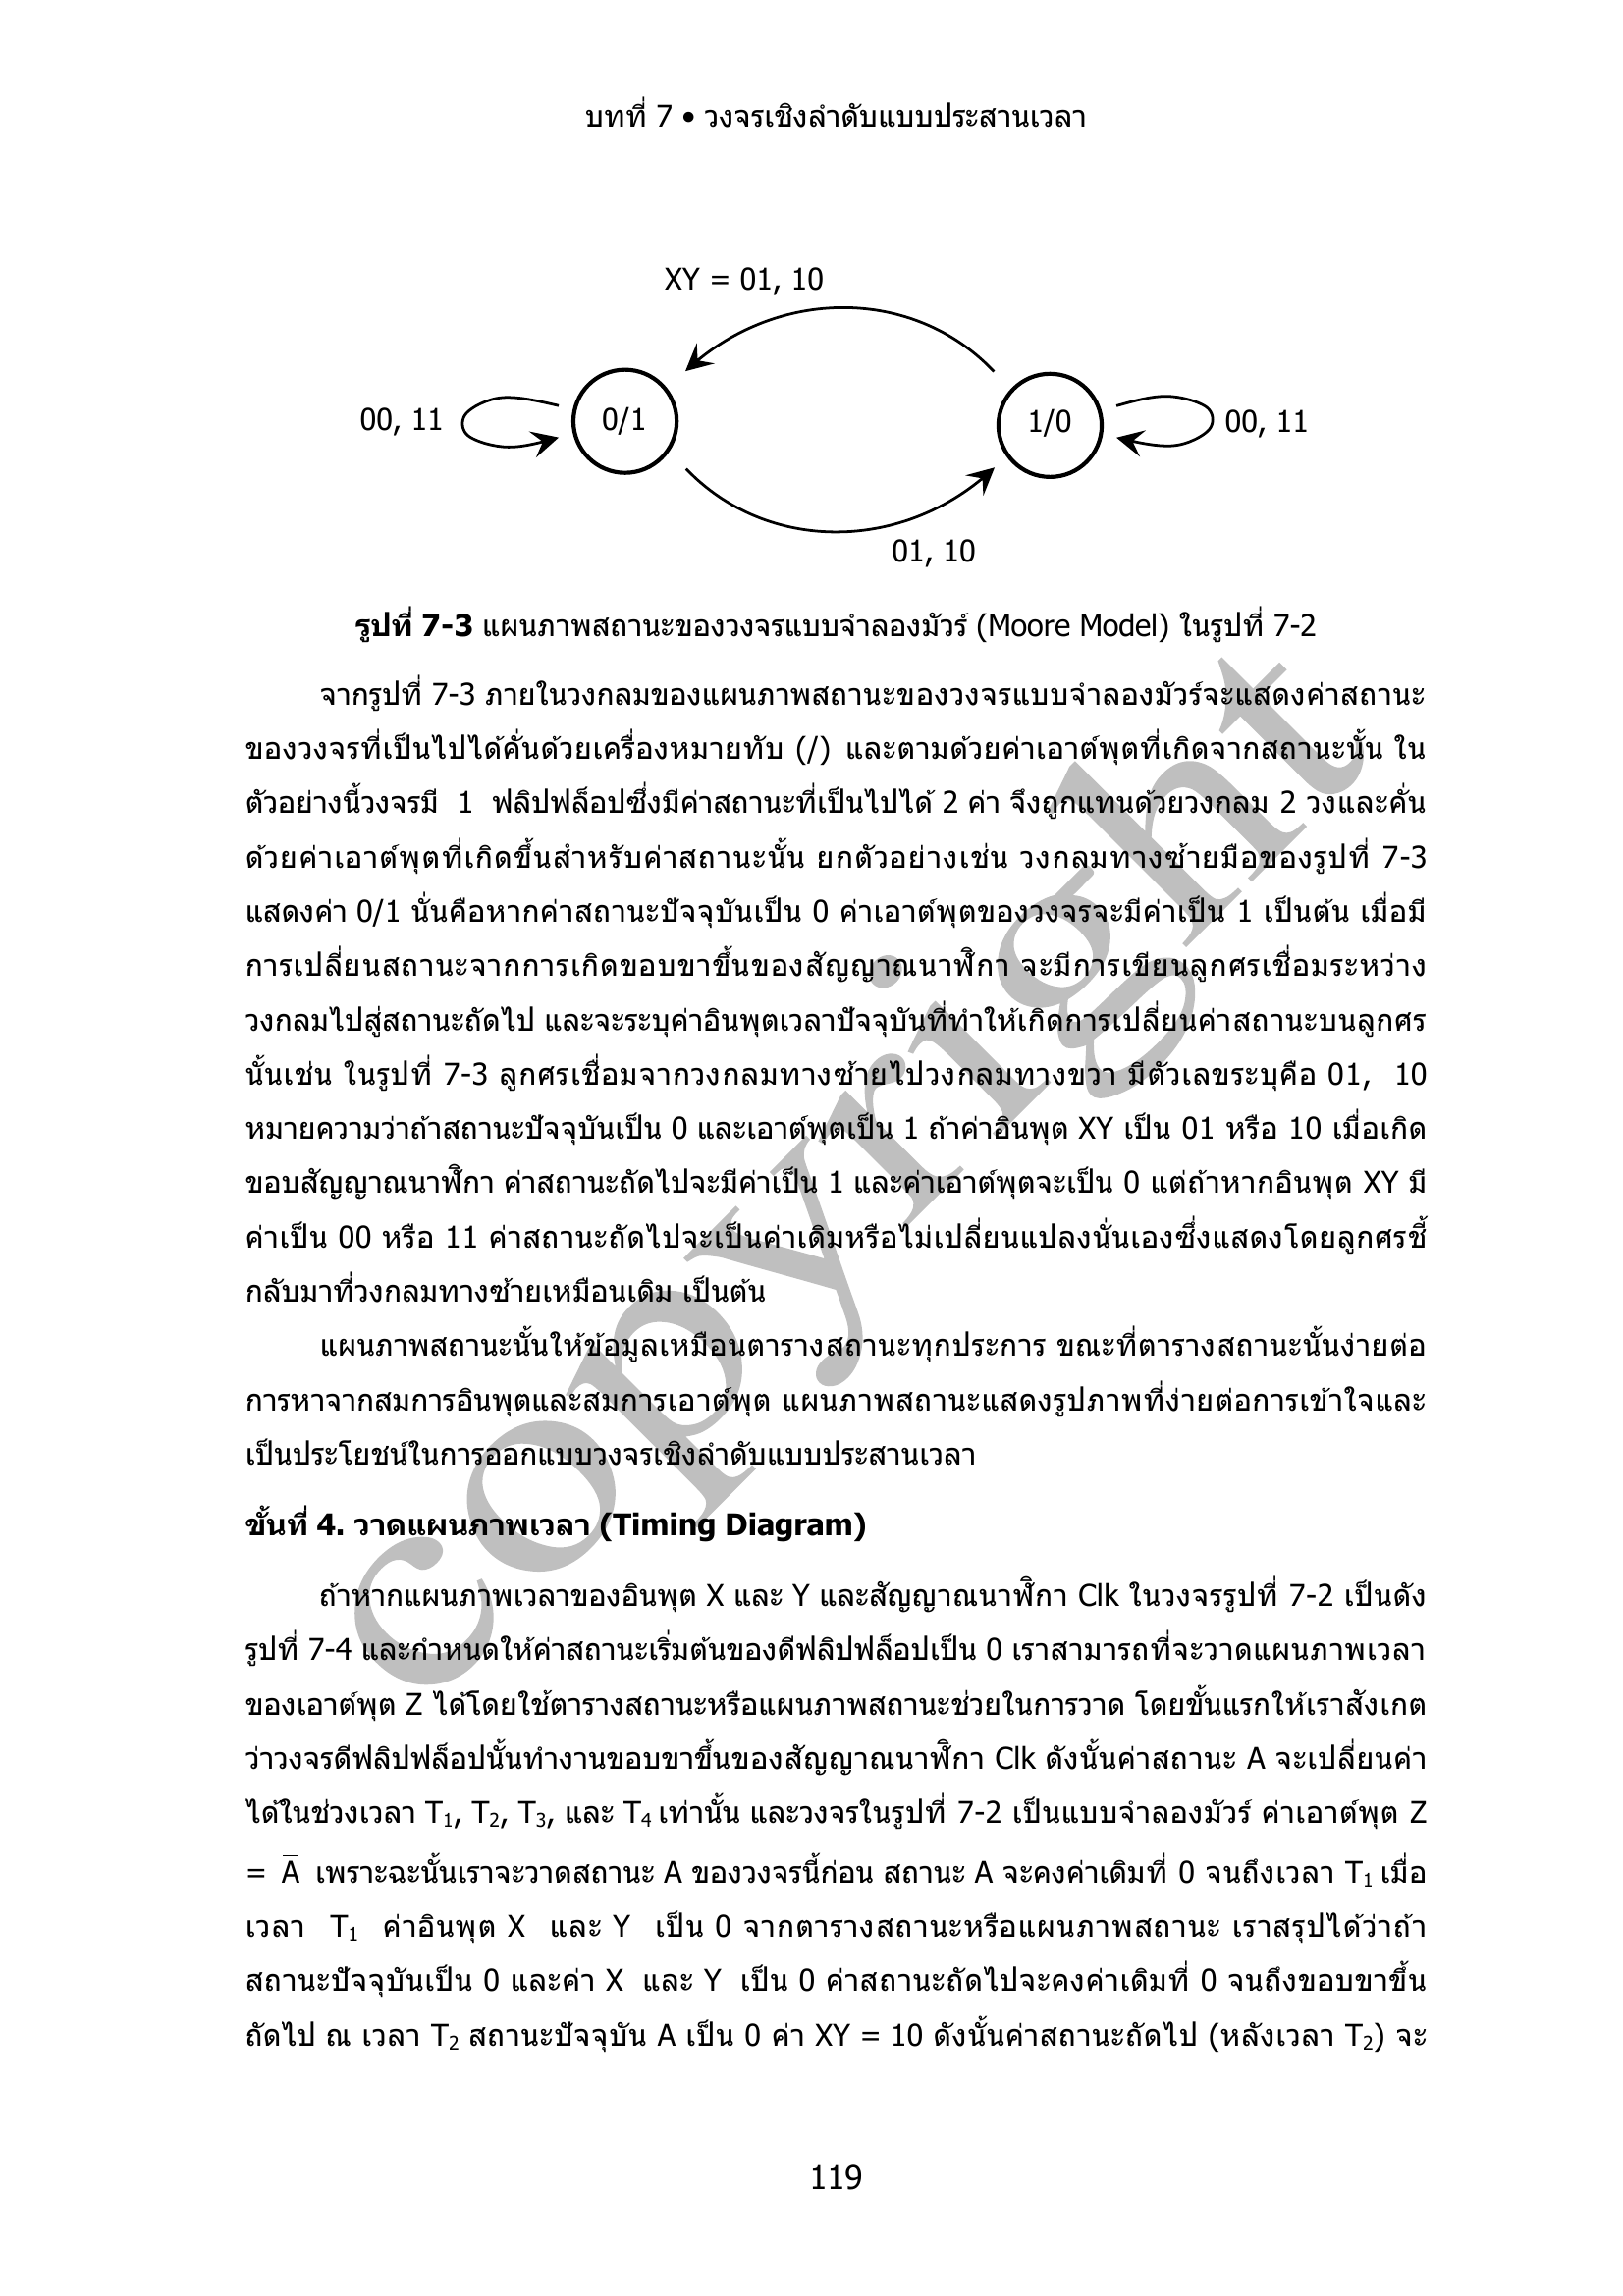 บทที่ 7 • วงจรเชิงลำดับแบบประสานเวลา
XY = 01, 10
00, 11
0/1
1/0
00, 11
01, 10
รูปที่ 7-3 แผนภาพสถานะของวงจรแบบจำลองมัวร์ (Moore Model) ในรูปที่ 7-2
จากรูปที่ 7-3 ภายในวงกลมของแผนภาพสถานะของวงจรแบบจำลองมัวร์จะแสดงค่าสถานะ
ของวงจรที่เป็นไปได้คั่นด้วยเครื่องหมายทับ (/) และตามด้วยค่าเอาต์พุตที่เกิดจากสถานะนั้น ใน
ตัวอย่างนี้วงจรมี 1 ฟลิปฟล็อปซึ่งมีค่าสถานะที่เป็นไปได้ 2 ค่า จึงถูกแทนด้วยวงกลม 2 วงและคั่น
ด้วยค่าเอาต์พุตที่เกิดขึ้นสำหรับค่าสถานะนั้น ยกตัวอย่างเช่น วงกลมทางซ้ายมือของรูปที่ 7-3
แสดงค่า 0/1 นั่นคือหากค่าสถานะปัจจุบันเป็น 0 ค่าเอาต์พุตของวงจรจะมีค่าเป็น 1 เป็นต้น เมื่อมี
การเปลี่ยนสถานะจากการเกิดขอบขาขึ้นของสัญญาณนาฬิกา จะมีการเขียนลูกศรเชื่อมระหว่าง
วงกลมไปสู่สถานะถัดไป และจะระบุค่าอินพุตเวลาปัจจุบันที่ทำให้เกิดการเปลี่ยนค่าสถานะบนลูกศร
นั้นเช่น ในรูปที่ 7-3 ลูกศรเชื่อมจากวงกลมทางซ้ายไปวงกลมทางขวา มีตัวเลขระบุคือ 01, 10
หมายความว่าถ้าสถานะปัจจุบันเป็น 0 และเอาต์พุตเป็น 1 ถ้าค่าอินพุต XY เป็น 01 หรือ 10 เมื่อเกิด
ขอบสัญญาณนาฬิกา ค่าสถานะถัดไปจะมีค่าเป็น 1 และค่าเอาต์พุตจะเป็น 0 แต่ถ้าหากอินพุต XY มี
ค่าเป็น 00 หรือ 11 ค่าสถานะถัดไปจะเป็นค่าเดิมหรือไม่เปลี่ยนแปลงนั่นเองซึ่งแสดงโดยลูกศรชี้
กลับมาที่วงกลมทางซ้ายเหมือนเดิม เป็นต้น
แผนภาพสถานะนั้นให้ข้อมูลเหมือนตารางสถานะทุกประการ ขณะที่ตารางสถานะนั้นง่ายต่อ
การหาจากสมการอินพุตและสมการเอาต์พุต แผนภาพสถานะแสดงรูปภาพที่ง่ายต่อการเข้าใจและ
เป็นประโยชน์ในการออกแบบวงจรเชิงลำดับแบบประสานเวลา
ขั้นที่ 4. วาดแผนภาพเวลา (Timing Diagram)
ถ้าหากแผนภาพเวลาของอินพุต X และ Y และสัญญาณนาฬิกา Clk ในวงจรรูปที่ 7-2 เป็นดัง
รูปที่ 7-4 และกำหนดให้ค่าสถานะเริ่มต้นของดีฟลิปฟล็อปเป็น 0 เราสามารถที่จะวาดแผนภาพเวลา
ของเอาต์พุต Z ได้โดยใช้ตารางสถานะหรือแผนภาพสถานะช่วยในการวาด โดยขั้นแรกให้เราสังเกต
ว่าวงจรดีฟลิปฟล็อปนั้นทำงานขอบขาขึ้นของสัญญาณนาฬิกา Clk ดังนั้นค่าสถานะ A จะเปลี่ยนค่า
ได้ในช่วงเวลา T₁, T₂, T₃, และ T₄ เท่านั้น และวงจรในรูปที่ 7-2 เป็นแบบจำลองมัวร์ ค่าเอาต์พุต Z
= A̅ เพราะฉะนั้นเราจะวาดสถานะ A ของวงจรนี้ก่อน สถานะ A จะคงค่าเดิมที่ 0 จนถึงเวลา T₁ เมื่อ
เวลา T₁ ค่าอินพุต X และ Y เป็น 0 จากตารางสถานะหรือแผนภาพสถานะ เราสรุปได้ว่าถ้า
สถานะปัจจุบันเป็น 0 และค่า X และ Y เป็น 0 ค่าสถานะถัดไปจะคงค่าเดิมที่ 0 จนถึงขอบขาขึ้น
ถัดไป ณ เวลา T₂ สถานะปัจจุบัน A เป็น 0 ค่า XY = 10 ดังนั้นค่าสถานะถัดไป (หลังเวลา T₂) จะ
copyright
119